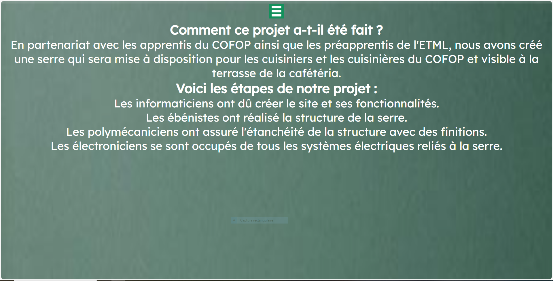 Comment ce projet a-t-il été fait ?
En partenariat avec les apprentis du COFOP ainsi que les préapprentis de l'ETML, nous avons créé
une serre qui sera mise à disposition pour les cuisiniers et les cuisinières du COFOP et visible à la
terrasse de la cafétéria.
Voici les étapes de notre projet :
Les informaticiens ont dû créer le site et ses fonctionnalités.
Les ébénistes ont réalisé la structure de la serre.
Les polymécaniciens ont assuré l'étanchéité de la structure avec des finitions.
Les électroniciens se sont occupés de tous les systèmes électriques reliés à la serre.